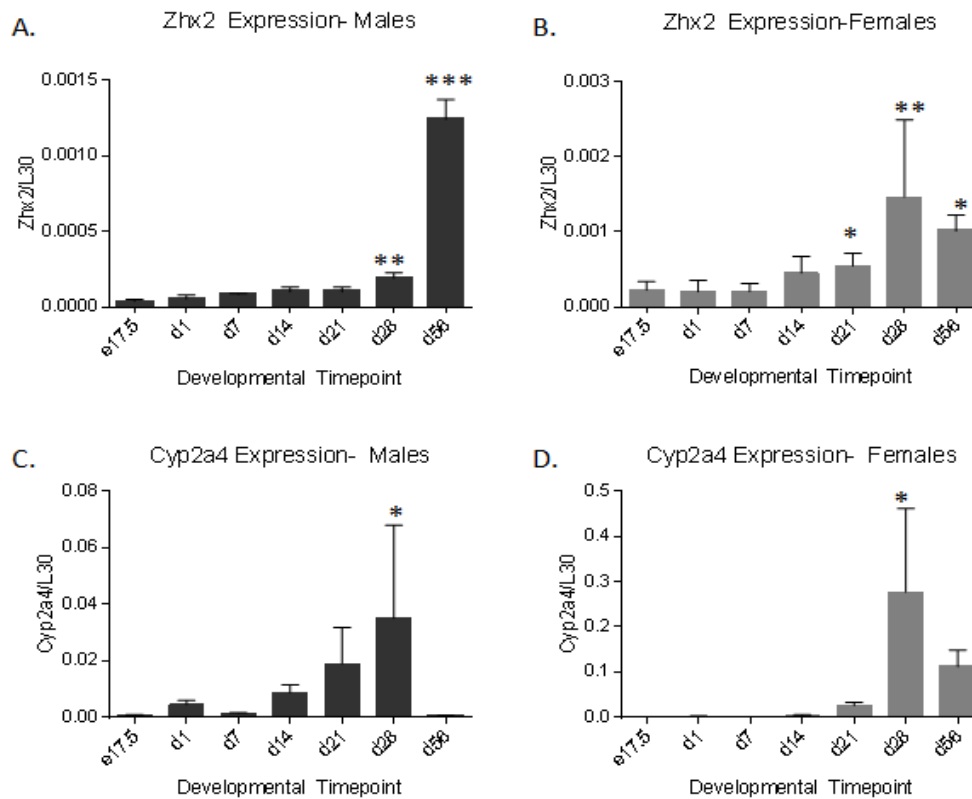 A.
Zhx2 Expression- Males
Zhx2/L30
0.0015
0.0010
0.0005
0.0000
**
***
e17.5
d1
d7
d14
d21
d28
d56
Developmental Timepoint
B.
Zhx2 Expression-Females
Zhx2/L30
0.003
0.002
0.001
0.000
*
**
*
e17.5
d1
d7
d14
d21
d28
d56
Developmental Timepoint
C.
Cyp2a4 Expression- Males
Cyp2a4/L30
0.08
0.06
0.04
0.02
0.00
*
e17.5
d1
d7
d14
d21
d28
d56
Developmental Timepoint
D.
Cyp2a4 Expression- Females
Cyp2a4/L30
0.5
0.4
0.3
0.2
0.1
0.0
*
e17.5
d1
d7
d14
d21
d28
d56
Developmental Timepoint